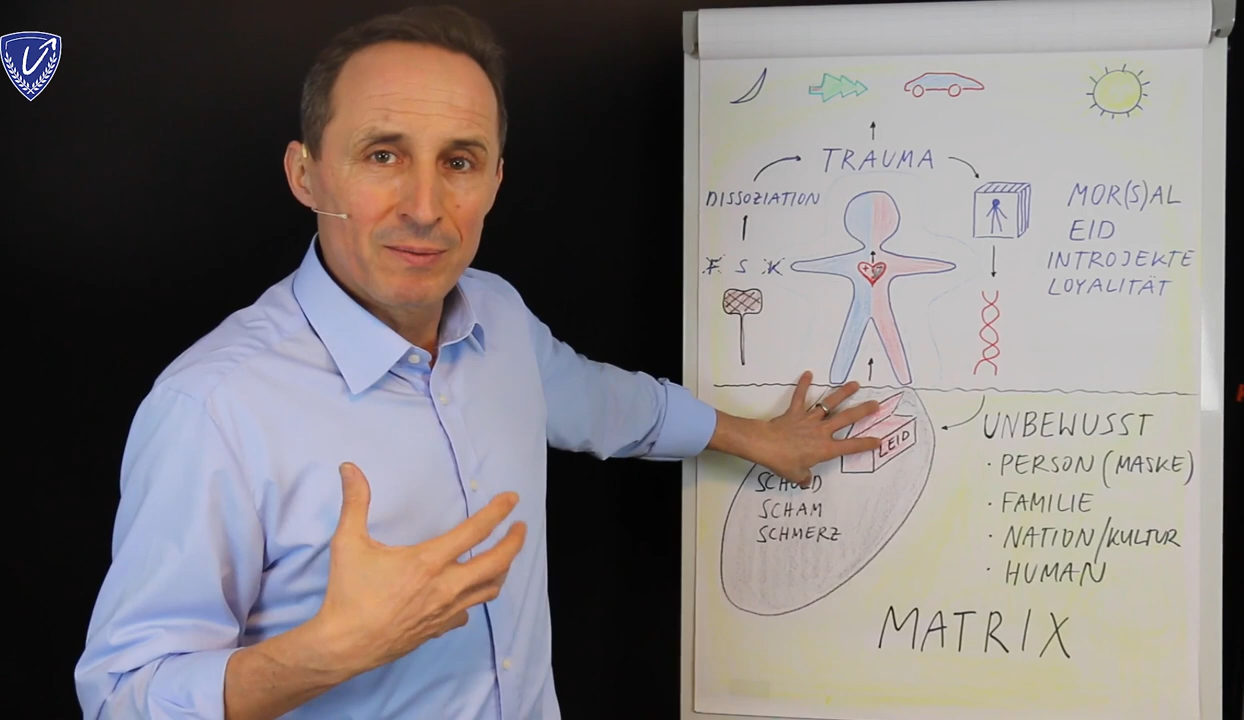 TRAUMA
DISSOZIATION
F S K
MOR(S)AL
EID
INTROJEKTE
LOYALITÄT
UNBEWUSST
· PERSON (MASKE)
· FAMILIE
· NATION/KULTUR
· HUMAN
LEID
SCHULD
SCHAM
SCHMERZ
MATRIX